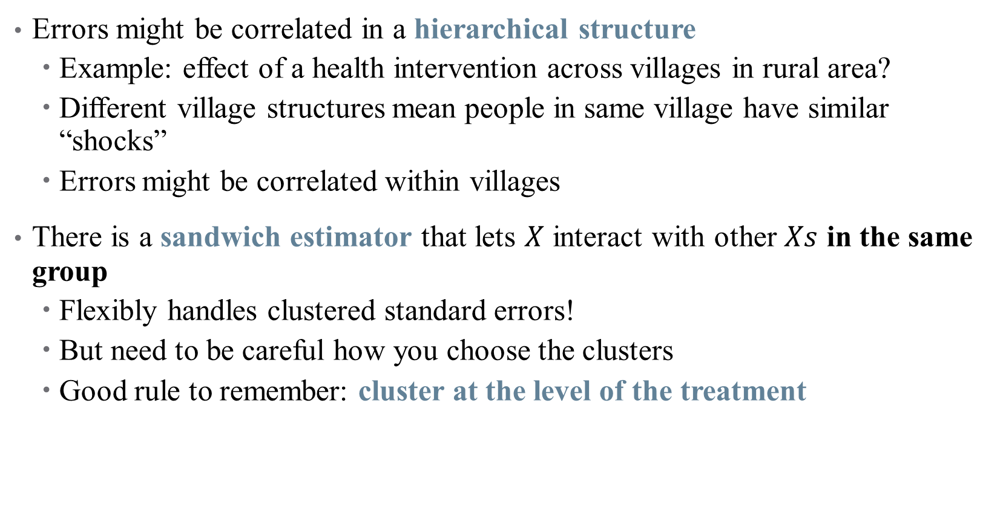 • Errors might be correlated in a hierarchical structure
• Example: effect of a health intervention across villages in rural area?
• Different village structures mean people in same village have similar
“shocks”
• Errors might be correlated within villages
• There is a sandwich estimator that lets X interact with other Xs in the same
group
• Flexibly handles clustered standard errors!
• But need to be careful how you choose the clusters
• Good rule to remember: cluster at the level of the treatment